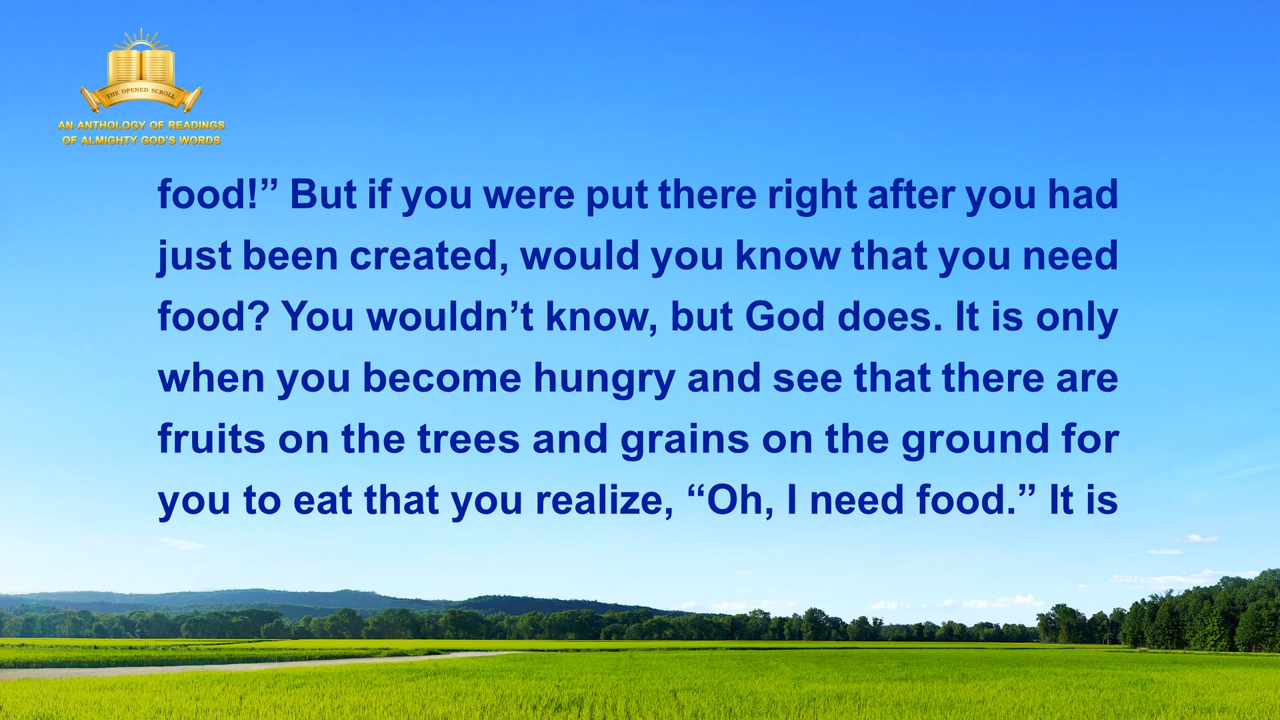 THE OPENED SCROLL
AN ANTHOLOGY OF READINGS
OF ALMIGHTY GOD'S WORDS
food!” But if you were put there right after you had
just been created, would you know that you need
food? You wouldn’t know, but God does. It is only
when you become hungry and see that there are
fruits on the trees and grains on the ground for
you to eat that you realize, “Oh, I need food.” It is